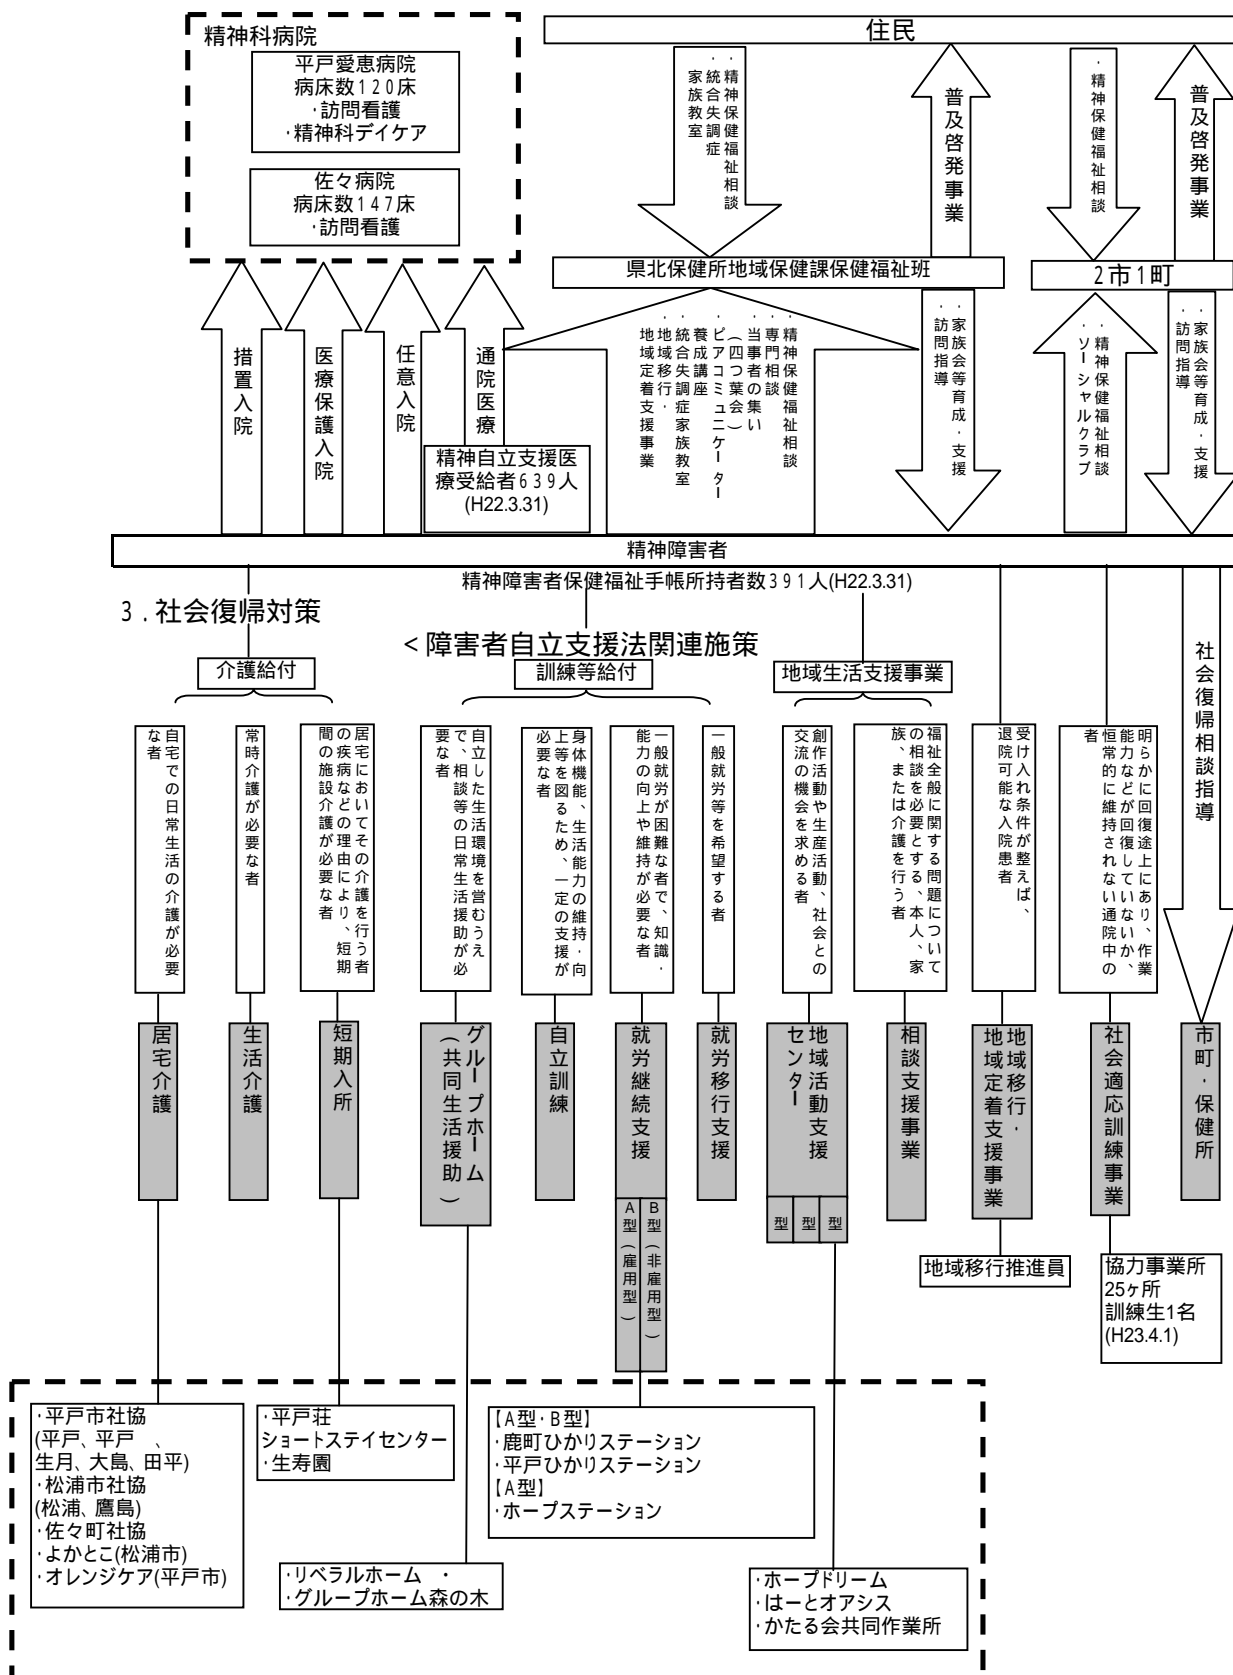 精神科病院
平戸愛恵病院
病床数120床
・訪問看護
・精神科デイケア
佐々病院
病床数147床
・訪問看護
住民
・精神保健福祉相談
・統合失調症
家族教室
普及啓発事業
・精神保健福祉相談
普及啓発事業
県北保健所地域保健課保健福祉班
2市1町
措置入院
医療保護入院
任意入院
通院医療
精神自立支援医
療受給者639人
(H22.3.31)
・精神保健福祉相談
・専門相談
・当事者の集い
(四つ葉会)
・ピアコミュニケーター
養成講座
・統合失調症家族教室
・地域移行・
地域定着支援事業
・家族会等育成・支援
・訪問指導
・精神保健福祉相談
・ソーシャルクラブ
・家族会等育成・支援
・訪問指導
精神障害者
精神障害者保健福祉手帳所持者数391人(H22.3.31)
3.社会復帰対策
<障害者自立支援法関連施策
介護給付
訓練等給付
地域生活支援事業
社会復帰相談指導
自宅での日常生活の介護が必要
な者
常時介護が必要な者
居宅においてその介護を行う者
の疾病などの理由により、短期
間の施設介護が必要な者
自立した生活環境を営むうえ
で、相談等の日常生活援助が必
要な者
身体機能、生活能力の維持・向
上等を図るため、一定の支援が
必要な者
一般就労が困難な者で、知識・
能力の向上や維持が必要な者
一般就労等を希望する者
創作活動や生産活動、社会との
交流の機会を求める者
福祉全般に関する問題について
の相談を必要とする、本人、家
族、または介護を行う者
受け入れ条件が整えば、
退院可能な入院患者
明らかに回復途上にあり、作業
能力などが回復していないか、
恒常的に維持されない通院中の
者
居宅介護
生活介護
短期入所
グループホーム
(共同生活援助)
自立訓練
就労継続支援
A型(雇用型)
B型(非雇用型)
就労移行支援
地域活動支援
センター
型
型
型
相談支援事業
地域移行・
地域定着支援事業
社会適応訓練事業
市町・保健所
地域移行推進員
協力事業所
25ヶ所
訓練生1名
(H23.4.1)
・平戸市社協
(平戸、平戸 、
生月、大島、田平)
・松浦市社協
(松浦、鷹島)
・佐々町社協
・よかとこ(松浦市)
・オレンジケア(平戸市)
・平戸荘
ショートステイセンター
・生寿園
【A型・B型】
・鹿町ひかりステーション
・平戸ひかりステーション
【A型】
・ホープステーション
・リベラルホーム ・
・グループホーム森の木
・ホープドリーム
・はーとオアシス
・かたる会共同作業所